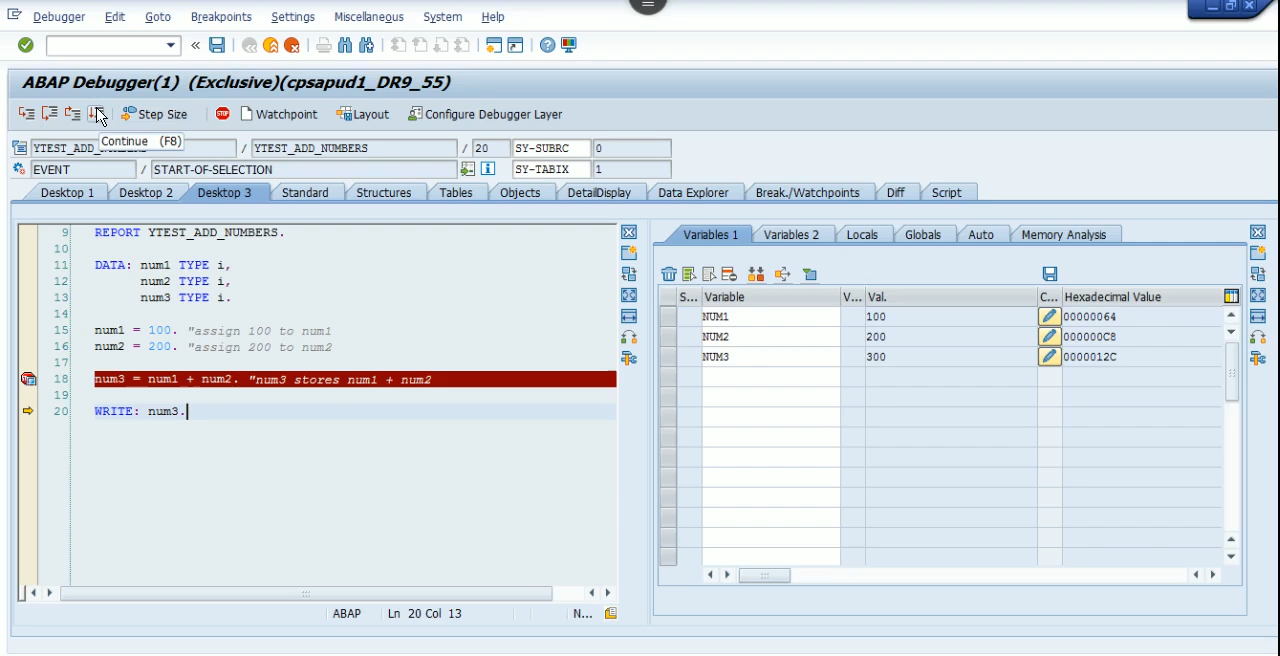 Debugger Edit Goto Breakpoints Settings Miscellaneous System Help
ABAP Debugger(1) (Exclusive)(cpsapud1_DR9_55)
Step Size STOP Watchpoint Layout Configure Debugger Layer
Continue (F8)
/ YTEST_ADD_NUMBERS / 20 SY-SUBRC 0
EVENT / START-OF-SELECTION SY-TABIX 1
Desktop 1 Desktop 2 Desktop 3 Standard Structures Tables Objects DetailDisplay Data Explorer Break./Watchpoints Diff Script
9 REPORT YTEST_ADD_NUMBERS.
10
11 DATA: num1 TYPE i,
12 num2 TYPE i,
13 num3 TYPE i.
14
15 num1 = 100. "assign 100 to num1
16 num2 = 200. "assign 200 to num2
17
18 num3 = num1 + num2. "num3 stores num1 + num2
19
20 WRITE: num3.
ABAP Ln 20 Col 13 N...
Variables 1 Variables 2 Locals Globals Auto Memory Analysis
S... Variable V... Val. C... Hexadecimal Value
NUM1 100 00000064
NUM2 200 000000C8
NUM3 300 0000012C